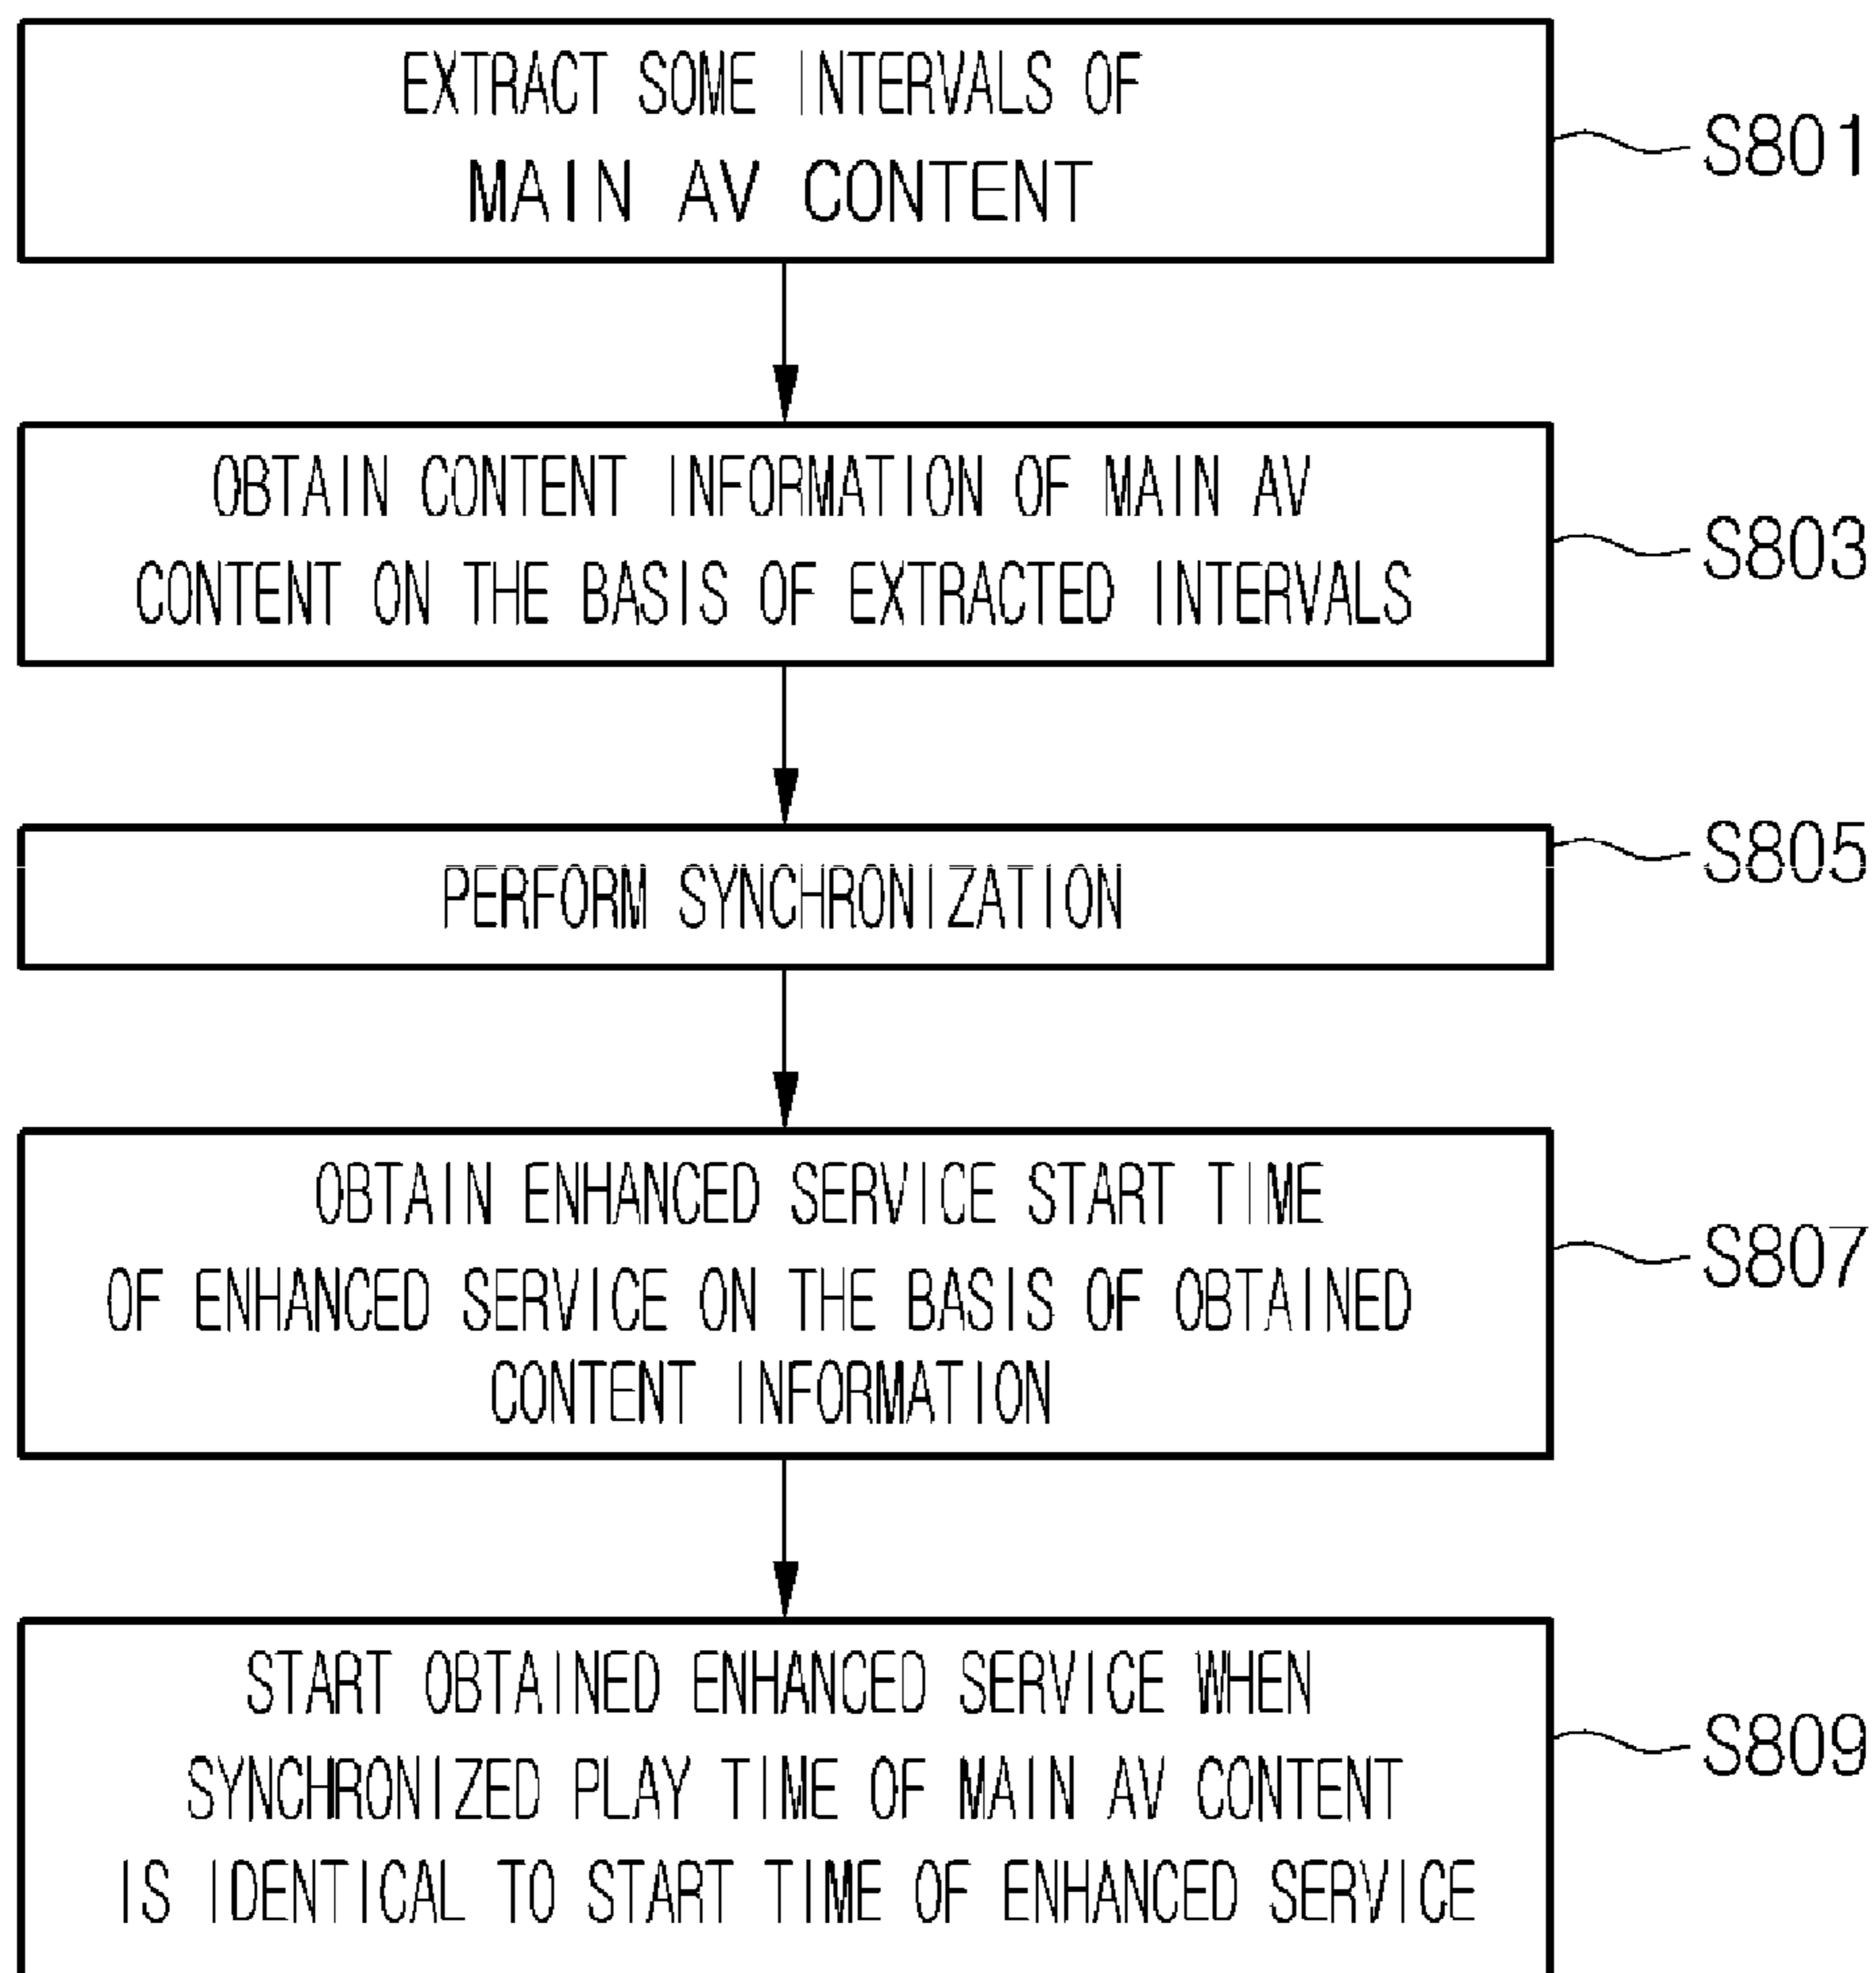 EXTRACT SOME INTERVALS OF
MAIN AV CONTENT
S801
OBTAIN CONTENT INFORMATION OF MAIN AV
CONTENT ON THE BASIS OF EXTRACTED INTERVALS
S803
PERFORM SYNCHRONIZATION
S805
OBTAIN ENHANCED SERVICE START TIME
OF ENHANCED SERVICE ON THE BASIS OF OBTAINED
CONTENT INFORMATION
S807
START OBTAINED ENHANCED SERVICE WHEN
SYNCHRONIZED PLAY TIME OF MAIN AV CONTENT
IS IDENTICAL TO START TIME OF ENHANCED SERVICE
S809